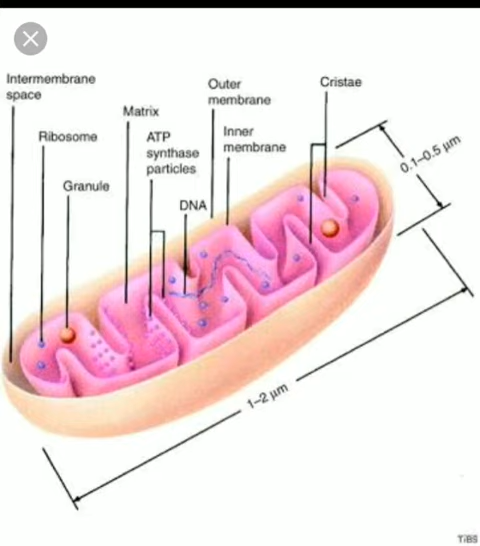 Intermembrane
space
Ribosome
Granule
Matrix
ATP
synthase
particles
DNA
Outer
membrane
Inner
membrane
Cristae
0.1–0.5 μm
1–2 μm
TiBS